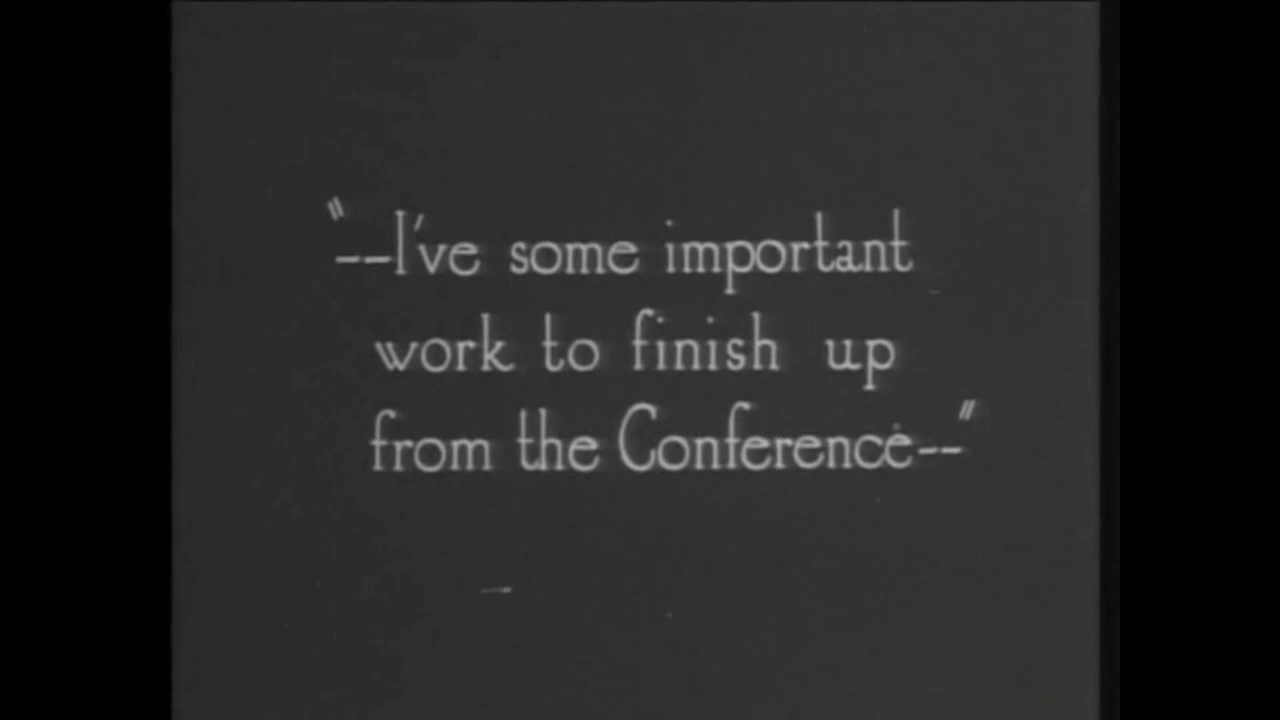 "--I've some important
work to finish up
from the Conference--"